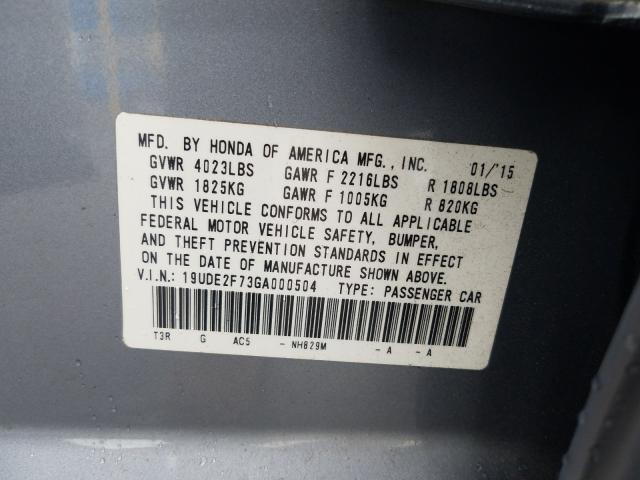 MFD. BY HONDA OF AMERICA MFG., INC. 01/'15
GVWR 4023LBS GAWR F 2216LBS R 1808LBS
GVWR 1825KG GAWR F 1005KG R 820KG
THIS VEHICLE CONFORMS TO ALL APPLICABLE
FEDERAL MOTOR VEHICLE SAFETY, BUMPER,
AND THEFT PREVENTION STANDARDS IN EFFECT
ON THE DATE OF MANUFACTURE SHOWN ABOVE.
V.I.N.: 19UDE2F73GA000504 TYPE: PASSENGER CAR
T3R G AC5 - NH829M - A - A